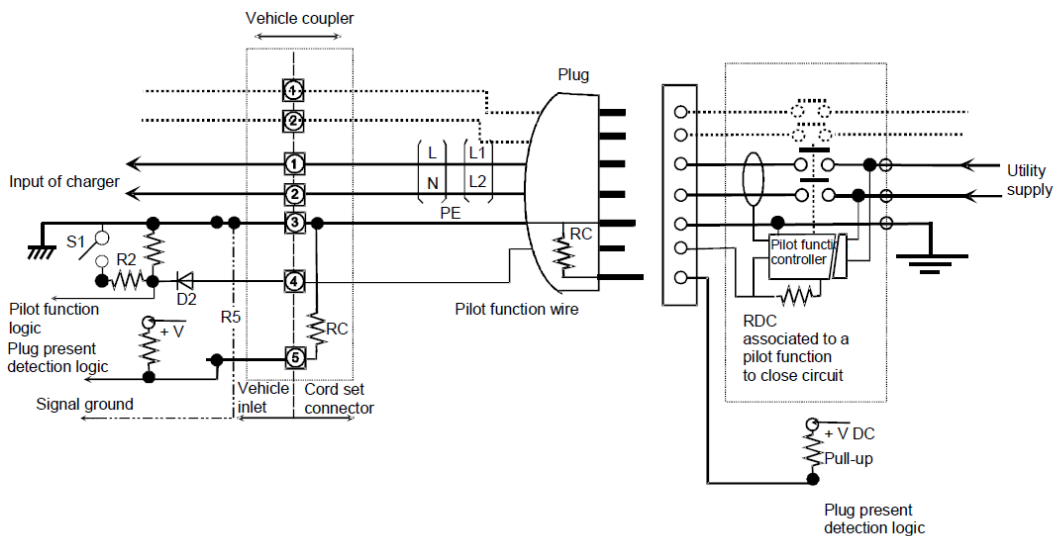 Vehicle coupler
Plug
1
2
1
L
L1
Input of charger
2
N
L2
Utility
supply
PE
3
S1
RC
Pilot functi
controller
R2
4
D2
Pilot function wire
Pilot function
logic
R5
+ V
RC
RDC
associated to a
pilot function
to close circuit
Plug present
detection logic
5
Signal ground
Vehicle
inlet
Cord set
connector
+ V DC
Pull-up
Plug present
detection logic